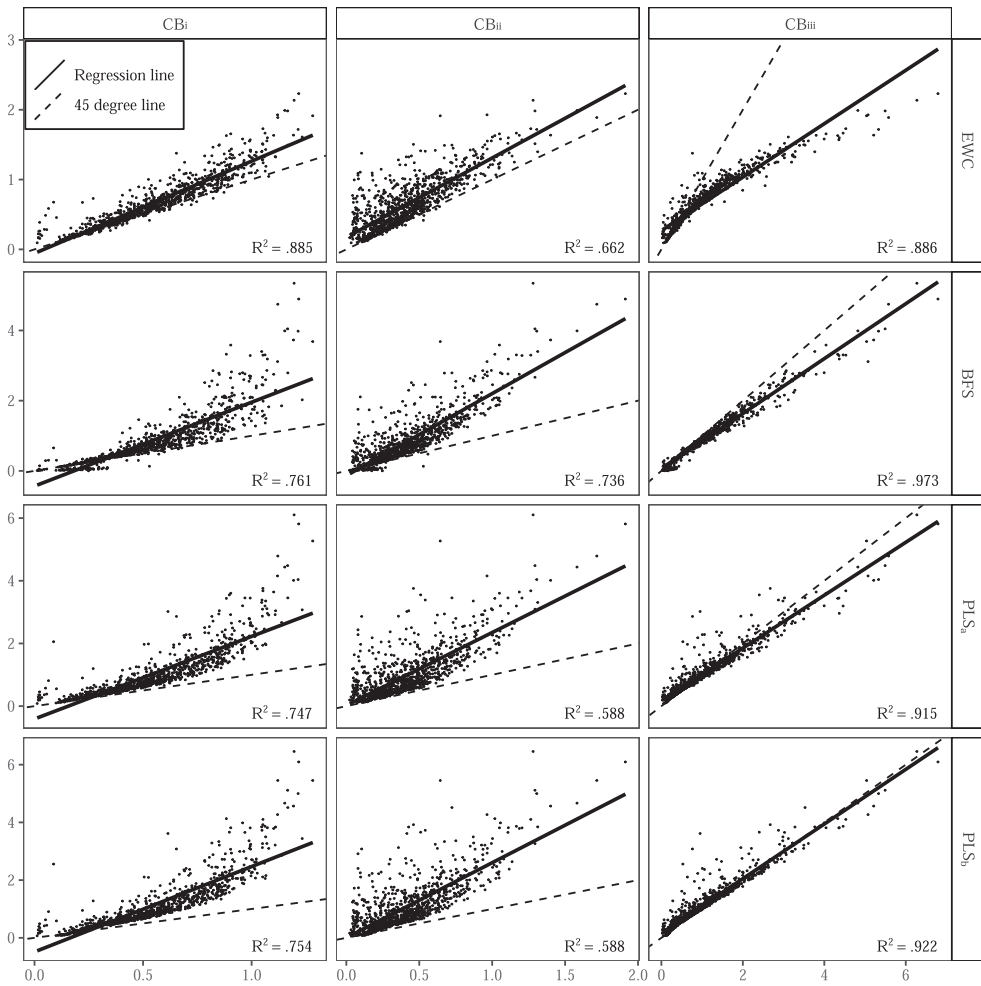 CBi CBii CBiii
3
2
1
0
Regression line
45 degree line
R² = .885
R² = .662
R² = .886
EWC
4
2
0
R² = .761
R² = .736
R² = .973
BFS
6
4
2
0
R² = .747
R² = .588
R² = .915
PLSa
6
4
2
0
R² = .754
R² = .588
R² = .922
PLSb
0.0 0.5 1.0 0.0 0.5 1.0 1.5 2.0 0 2 4 6